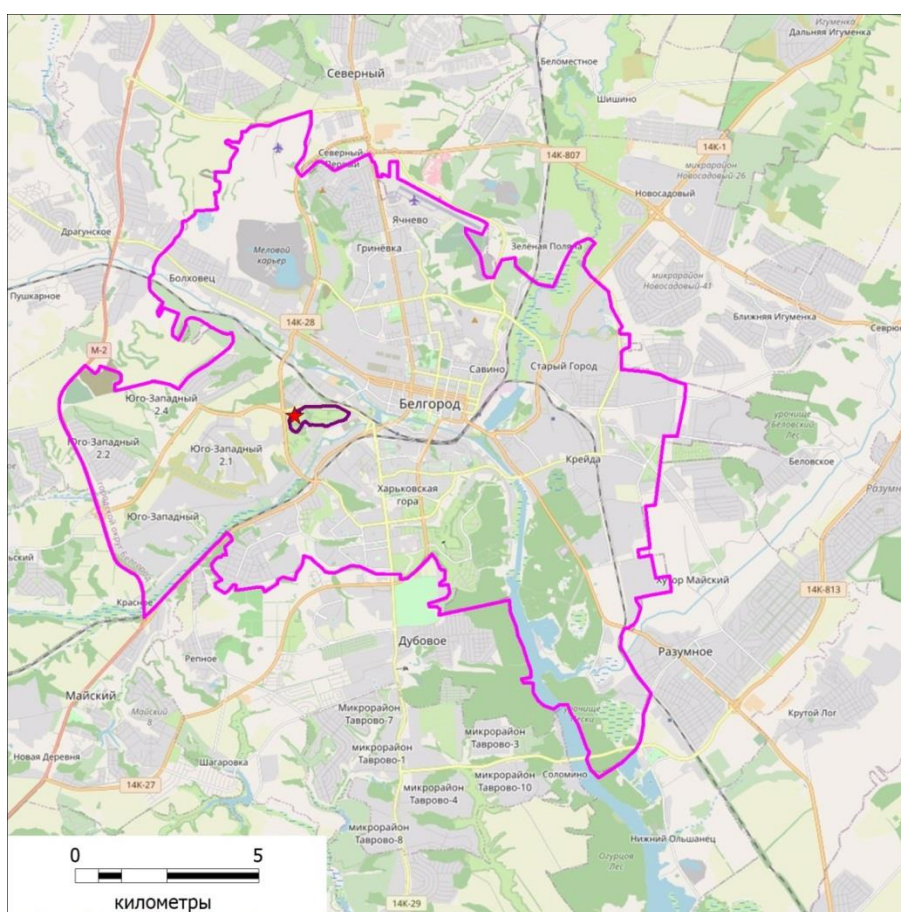 Игуменка
Дальняя Игуменка
Беломестное
Северный
Шишино
14К-1
Северный
Первый
14К-807
микрорайон
Новосадовый-26
Новосадовый
Ячнево
Драгунское
Гринёвка
Зелёная Поляна
Меловой
карьер
Болховец
микрорайон
Новосадовый-41
Пушкарное
14К-28
Ближняя Игуменка
М-2
Савино
Старый Город
Юго-Западный
2.4
Белгород
урочище
Беловский
Лес
Юго-Западный
2.2
Юго-Западный
2.1
Крейда
Беловское
Харьковская
гора
Юго-Западный
Хутор Майский
14К-813
Красное
Дубовое
Разумное
Репное
Майский
Майский
8
Микрорайон
Таврово-7
Крутой Лог
микрорайон
Таврово-3
Новая Деревня
Микрорайон
Таврово-1
Шагаровка
14К-27
Соломино
микрорайон
Таврово-4
микрорайон
Таврово-10
микрорайон
Таврово-8
Нижний Ольшанец
Огурцов
Лес
0 5
километры
14К-29